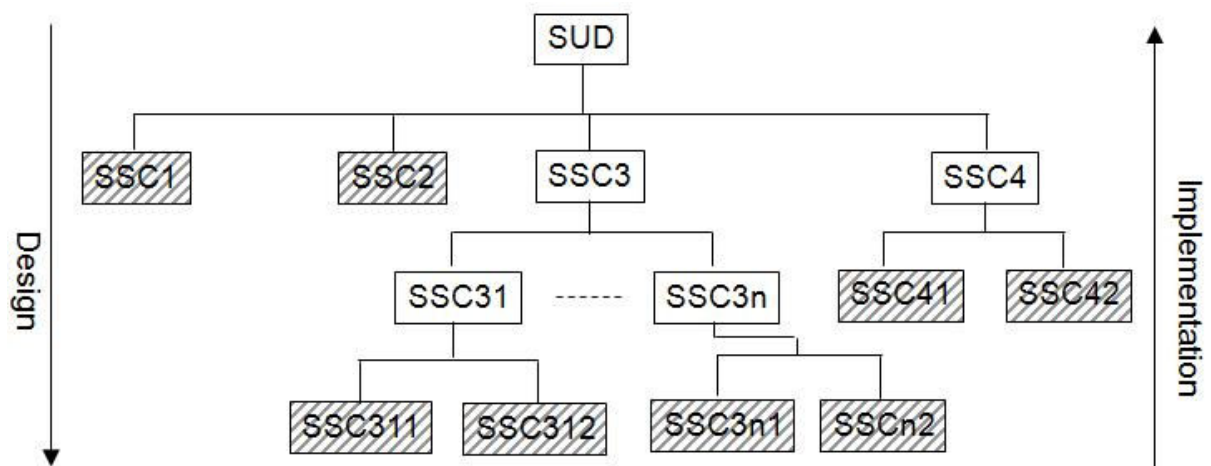 SUD
SSC1
SSC2
SSC3
SSC4
Design
Implementation
SSC31
SSC3n
SSC41
SSC42
SSC311
SSC312
SSC3n1
SSCn2